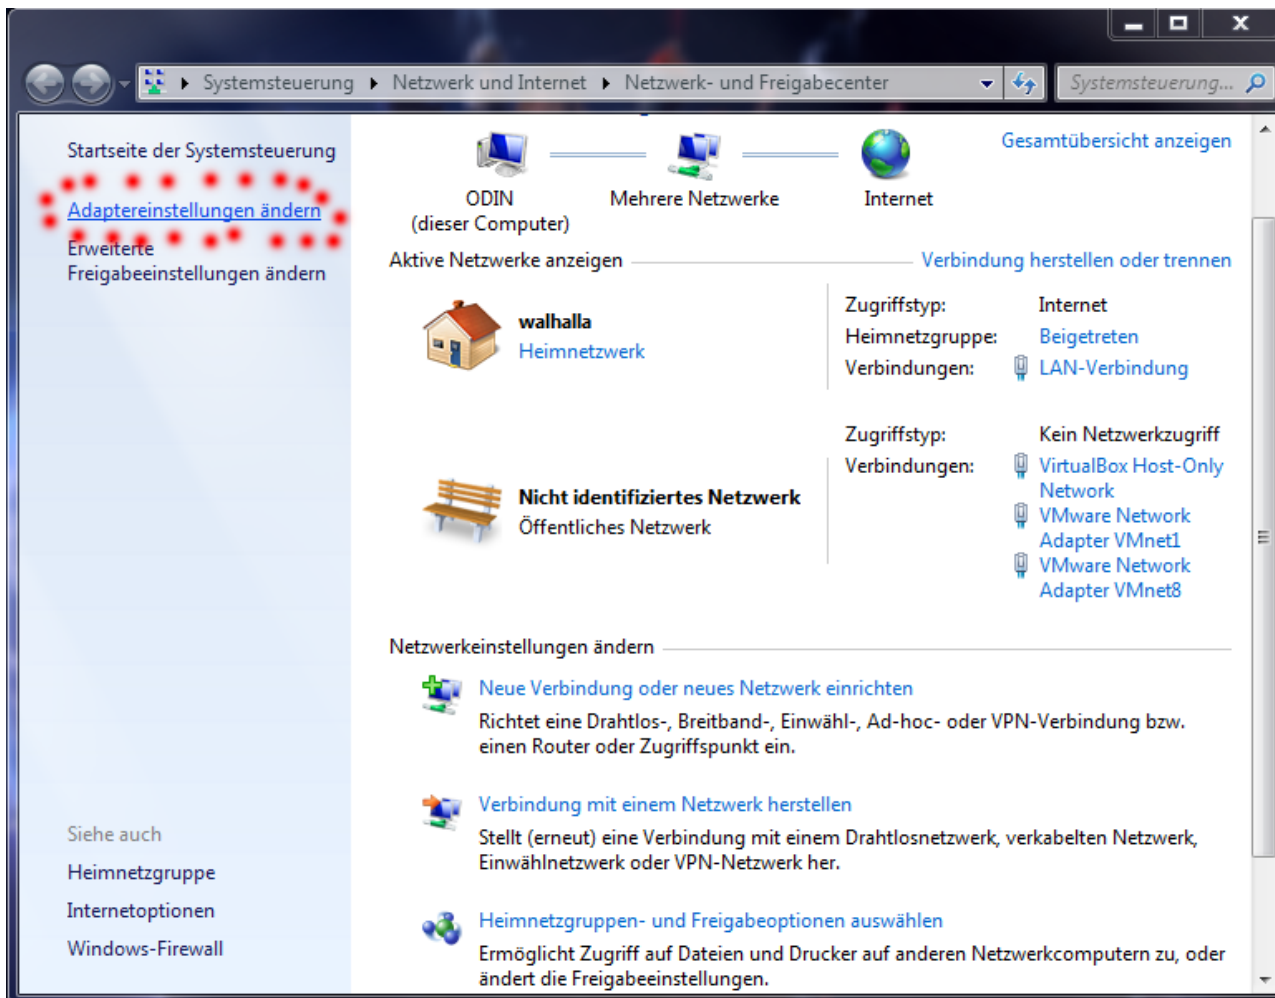 Systemsteuerung Netzwerk und Internet Netzwerk- und Freigabecenter
Systemsteuerung...
Startseite der Systemsteuerung
Adaptereinstellungen ändern
Erweiterte
Freigabeeinstellungen ändern
Gesamtübersicht anzeigen
ODIN
(dieser Computer)
Mehrere Netzwerke
Internet
Aktive Netzwerke anzeigen
Verbindung herstellen oder trennen
walhalla
Heimnetzwerk
Zugriffstyp: Internet
Heimnetzgruppe: Beigetreten
Verbindungen: LAN-Verbindung
Nicht identifiziertes Netzwerk
Öffentliches Netzwerk
Zugriffstyp: Kein Netzwerkzugriff
Verbindungen: VirtualBox Host-Only
Network
VMware Network
Adapter VMnet1
VMware Network
Adapter VMnet8
Netzwerkeinstellungen ändern
Neue Verbindung oder neues Netzwerk einrichten
Richtet eine Drahtlos-, Breitband-, Einwähl-, Ad-hoc- oder VPN-Verbindung bzw.
einen Router oder Zugriffspunkt ein.
Verbindung mit einem Netzwerk herstellen
Stellt (erneut) eine Verbindung mit einem Drahtlosnetzwerk, verkabelten Netzwerk,
Einwählnetzwerk oder VPN-Netzwerk her.
Heimnetzgruppen- und Freigabeoptionen auswählen
Ermöglicht Zugriff auf Dateien und Drucker auf anderen Netzwerkcomputern zu, oder
ändert die Freigabeeinstellungen.
Siehe auch
Heimnetzgruppe
Internetoptionen
Windows-Firewall